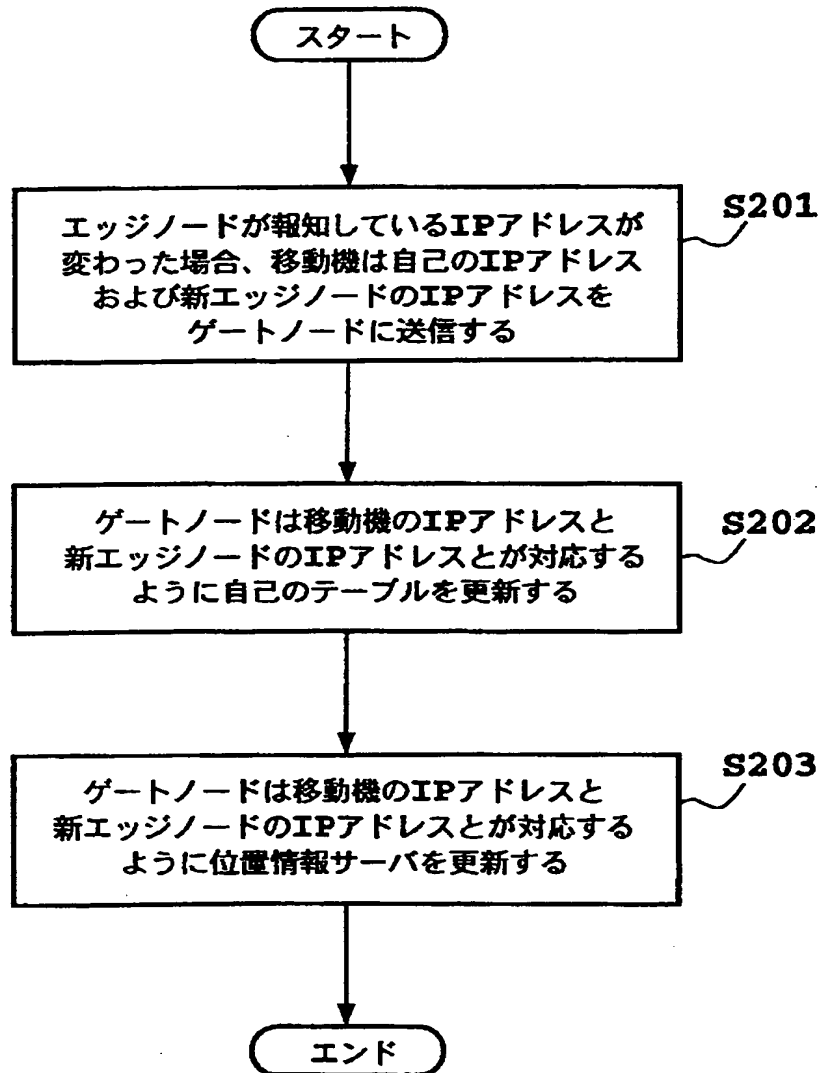 スタート
エッジノードが報知しているIPアドレスが
変わった場合、移動機は自己のIPアドレス
および新エッジノードのIPアドレスを
ゲートノードに送信する
S201
ゲートノードは移動機のIPアドレスと
新エッジノードのIPアドレスとが対応する
ように自己のテーブルを更新する
S202
ゲートノードは移動機のIPアドレスと
新エッジノードのIPアドレスとが対応する
ように位置情報サーバを更新する
S203
エンド